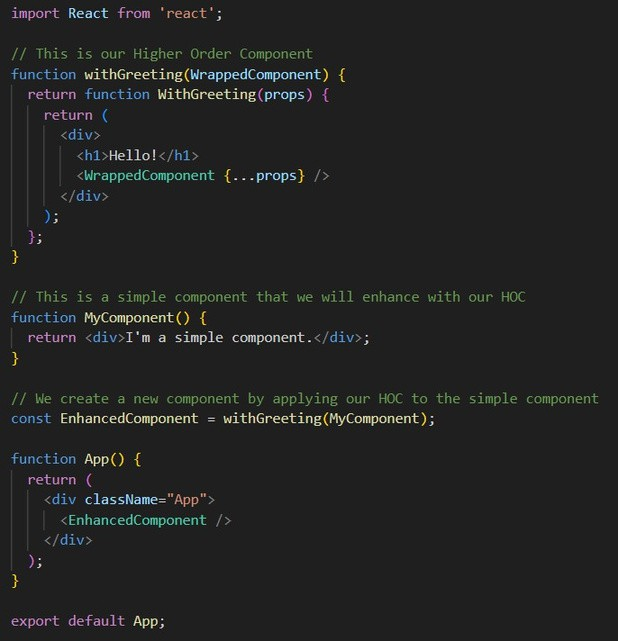 import React from 'react';
// This is our Higher Order Component
function withGreeting(WrappedComponent) {
  return function WithGreeting(props) {
    return (
      <div>
        <h1>Hello!</h1>
        <WrappedComponent {...props} />
      </div>
    );
  };
}
// This is a simple component that we will enhance with our HOC
function MyComponent() {
  return <div>I'm a simple component.</div>;
}
// We create a new component by applying our HOC to the simple component
const EnhancedComponent = withGreeting(MyComponent);
function App() {
  return (
    <div className="App">
      <EnhancedComponent />
    </div>
  );
}
export default App;